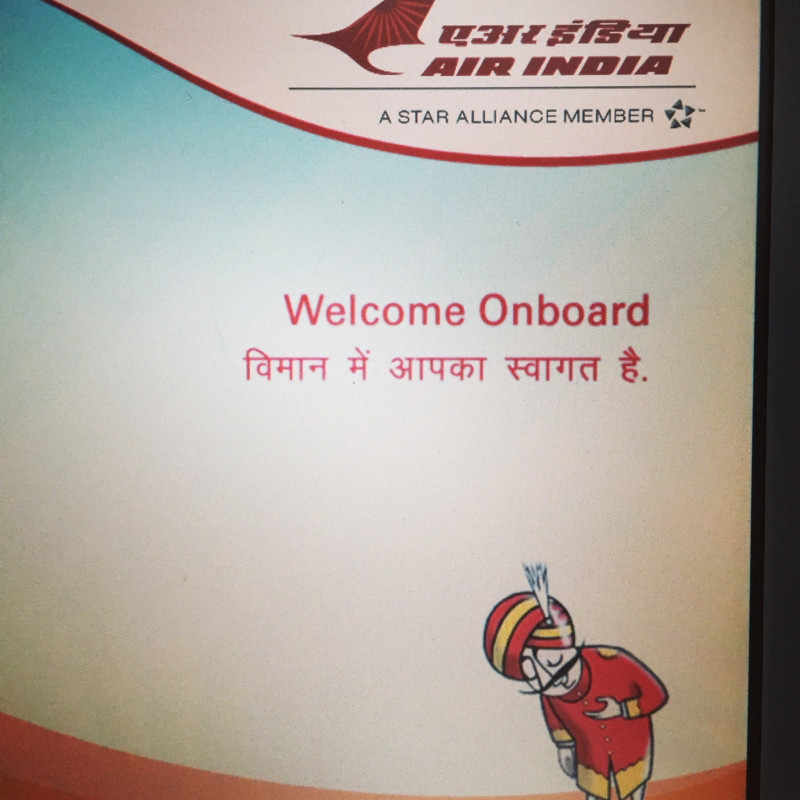 एअर इंडिया
AIR INDIA
A STAR ALLIANCE MEMBER
Welcome Onboard
विमान में आपका स्वागत है.